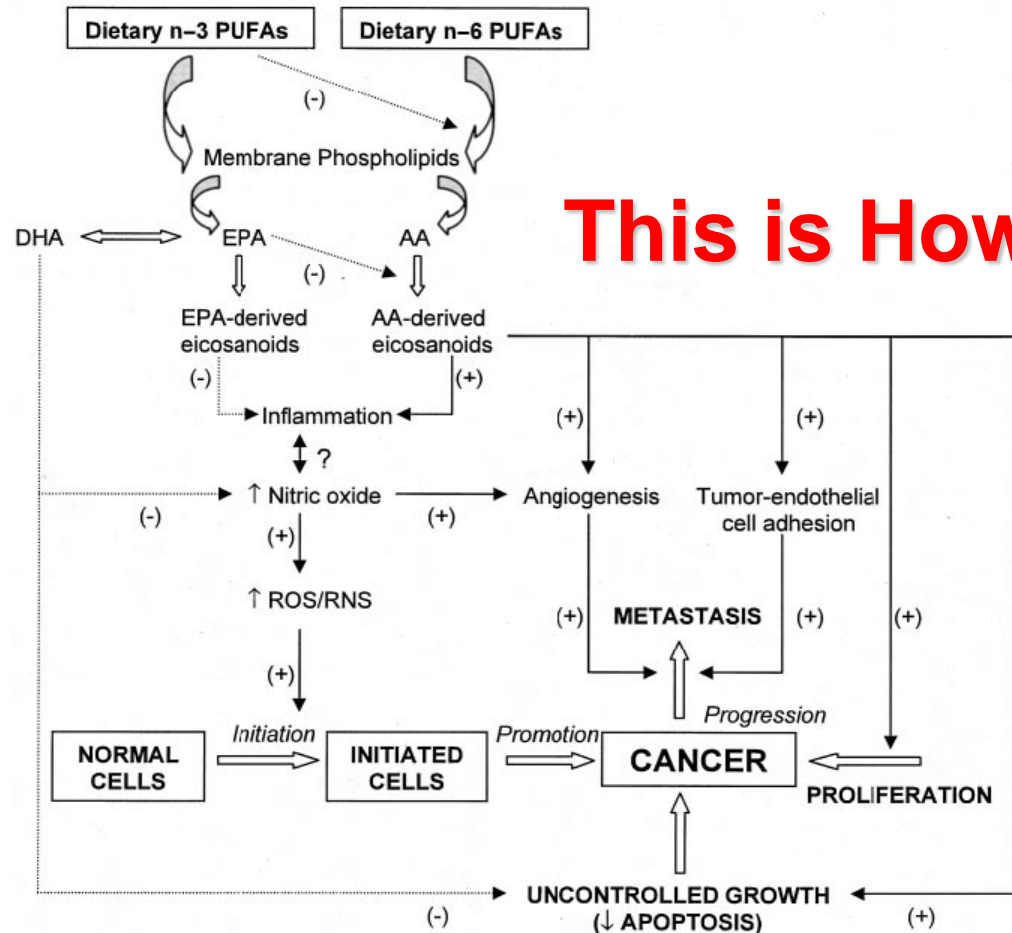 Dietary n–3 PUFAs
Dietary n–6 PUFAs
(-)
Membrane Phospholipids
This is How
DHA
EPA
AA
(-)
EPA-derived
eicosanoids
AA-derived
eicosanoids
(-)
(+)
Inflammation
(+)
(+)
?
↑ Nitric oxide
Angiogenesis
Tumor-endothelial
cell adhesion
(-)
(+)
(+)
↑ ROS/RNS
METASTASIS
(+)
(+)
(+)
(+)
Progression
Initiation
Promotion
NORMAL
CELLS
INITIATED
CELLS
CANCER
PROLIFERATION
UNCONTROLLED GROWTH
(↓ APOPTOSIS)
(-)
(+)